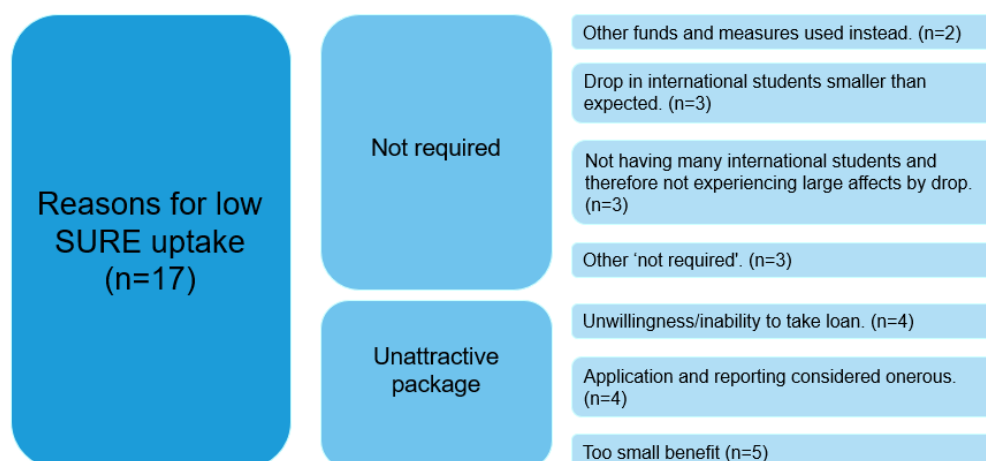 Reasons for low
SURE uptake
(n=17)
Not required
Other funds and measures used instead. (n=2)
Drop in international students smaller than
expected. (n=3)
Not having many international students and
therefore not experiencing large affects by drop.
(n=3)
Other ‘not required'. (n=3)
Unattractive
package
Unwillingness/inability to take loan. (n=4)
Application and reporting considered onerous.
(n=4)
Too small benefit (n=5)